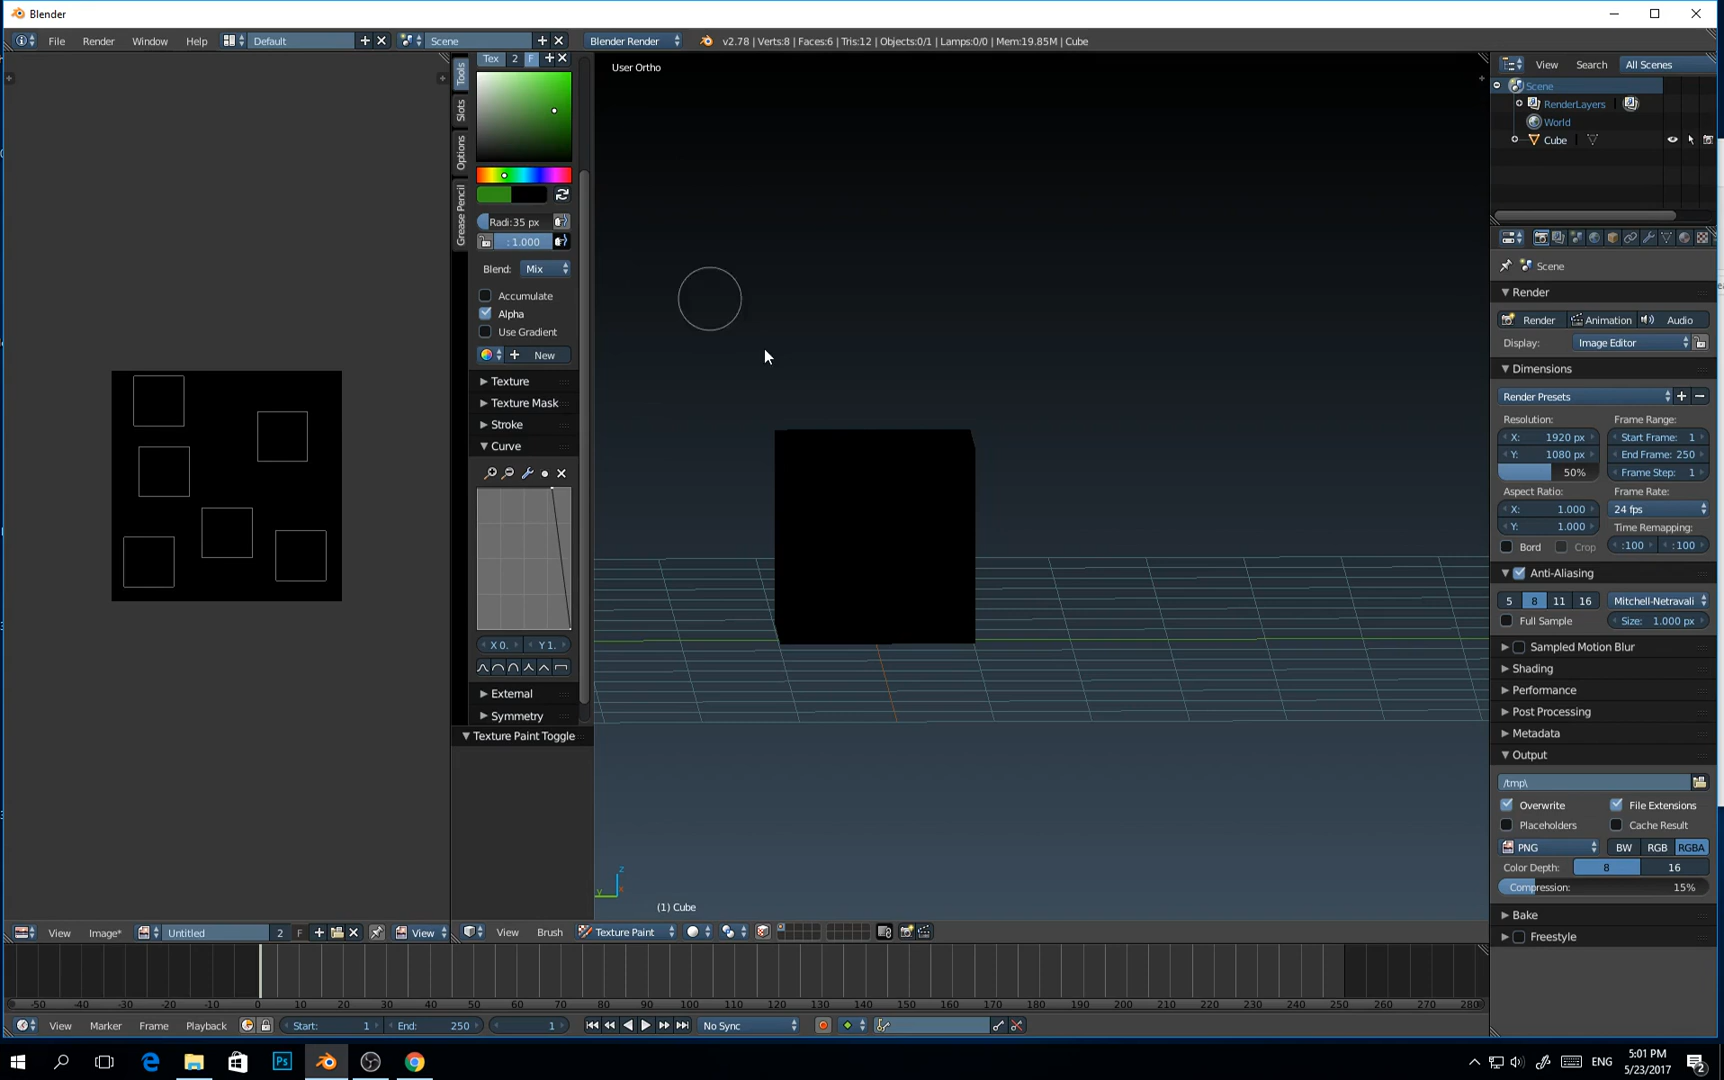 Blender
File Render Window Help Default Scene Blender Render v2.78 | Verts:8 | Faces:6 | Tris:12 | Objects:0/1 | Lamps:0/0 | Mem:19.85M | Cube
Tools
Slots
Options
Grease Pencil
Tex 2 F
Radi:35 px
: 1.000
Blend: Mix
Accumulate
Alpha
Use Gradient
New
Texture
Texture Mask
Stroke
Curve
X 0. Y 1.
External
Symmetry
Texture Paint Toggle
User Ortho
z
y
x
(1) Cube
View Search All Scenes
Scene
RenderLayers
World
Cube
Scene
Render
Render Animation Audio
Display: Image Editor
Dimensions
Render Presets
Resolution: Frame Range:
X: 1920 px Start Frame: 1
Y: 1080 px End Frame: 250
50% Frame Step: 1
Aspect Ratio: Frame Rate:
X: 1.000 24 fps
Y: 1.000 Time Remapping:
Bord Crop :100 :100
Anti-Aliasing
5 8 11 16 Mitchell-Netravali
Full Sample Size: 1.000 px
Sampled Motion Blur
Shading
Performance
Post Processing
Metadata
Output
/tmp\
Overwrite File Extensions
Placeholders Cache Result
PNG BW RGB RGBA
Color Depth: 8 16
Compression: 15%
Bake
Freestyle
View Image* Untitled 2 F View
View Brush Texture Paint
-50 -40 -30 -20 -10 0 10 20 30 40 50 60 70 80 90 100 110 120 130 140 150 160 170 180 190 200 210 220 230 240 250 260 270 280
View Marker Frame Playback Start: 1 End: 250 1 No Sync
Ps ENG 5:01 PM
5/23/2017 2